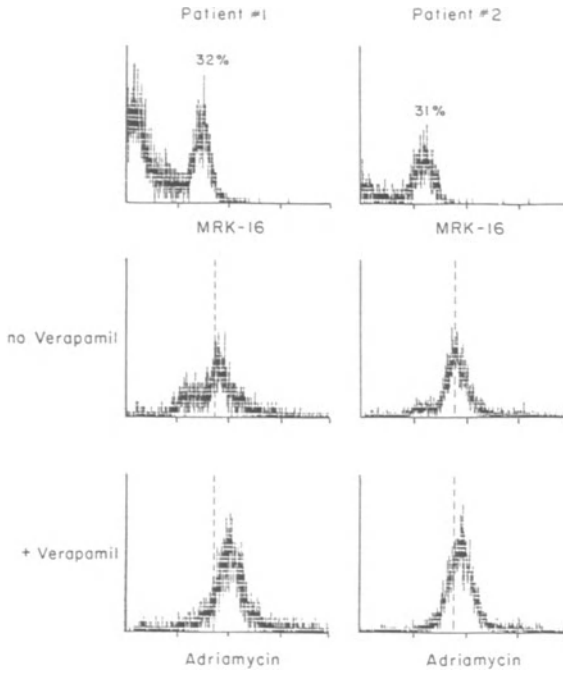 Patient #1 Patient #2
32%
31%
MRK-16 MRK-16
no Verapamil
+ Verapamil
Adriamycin Adriamycin